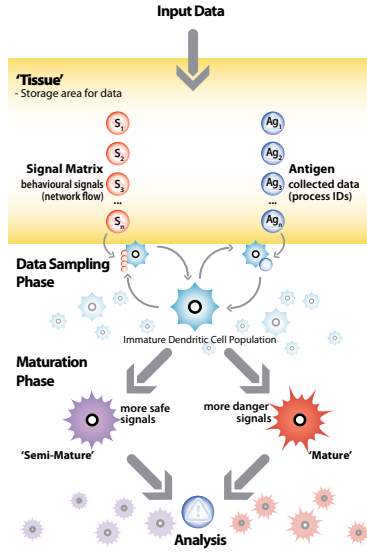 Input Data
'Tissue'
- Storage area for data
S1
S2
S3
...
Sn
Signal Matrix
behavioural signals
(network flow)
Ag1
Ag2
Ag3
...
Agn
Antigen
collected data
(process IDs)
Data Sampling
Phase
Immature Dendritic Cell Population
Maturation
Phase
more safe
signals
more danger
signals
'Semi-Mature'
'Mature'
Analysis